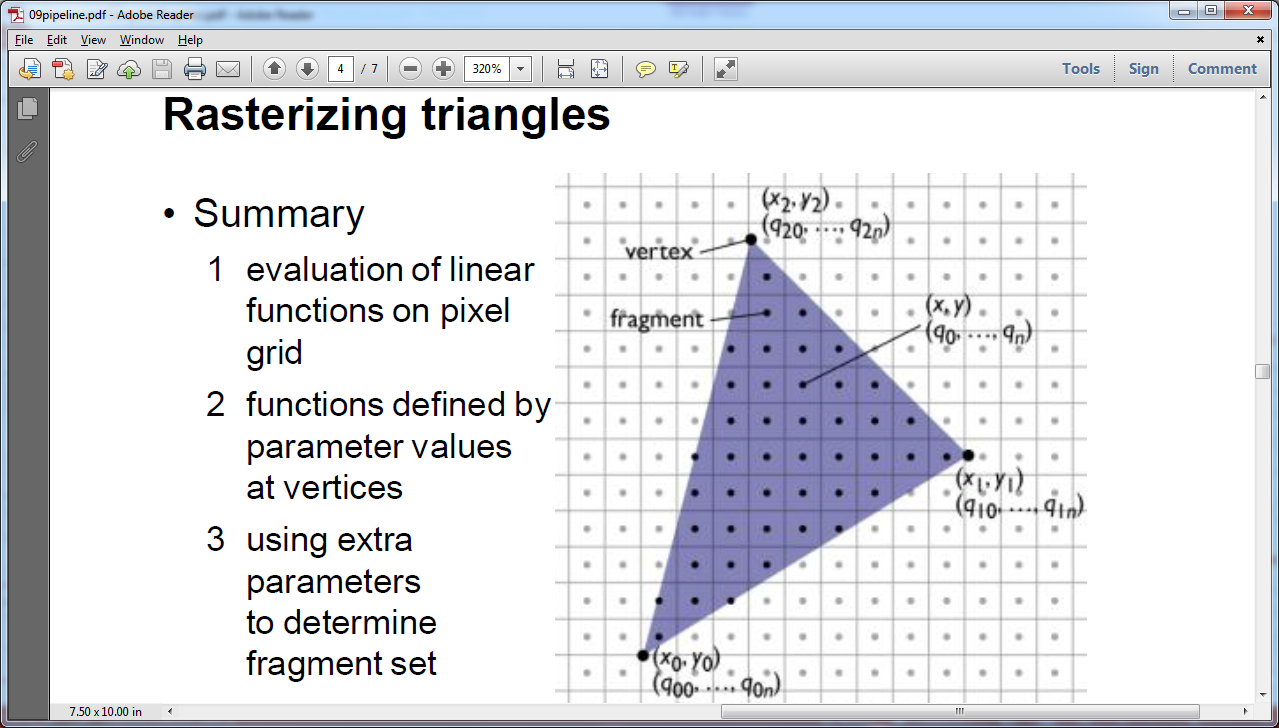 09pipeline.pdf - Adobe Reader
File Edit View Window Help
4 / 7 320% Tools Sign Comment
Rasterizing triangles
• Summary
1 evaluation of linear
functions on pixel
grid
2 functions defined by
parameter values
at vertices
3 using extra
parameters
to determine
fragment set
(x₂, y₂)
(q₂₀, ..., q₂ₙ)
vertex
fragment
(x, y)
(q₀, ..., qₙ)
(x₁, y₁)
(q₁₀, ..., q₁ₙ)
(x₀, y₀)
(q₀₀, ..., q₀ₙ)
7.50 x 10.00 in